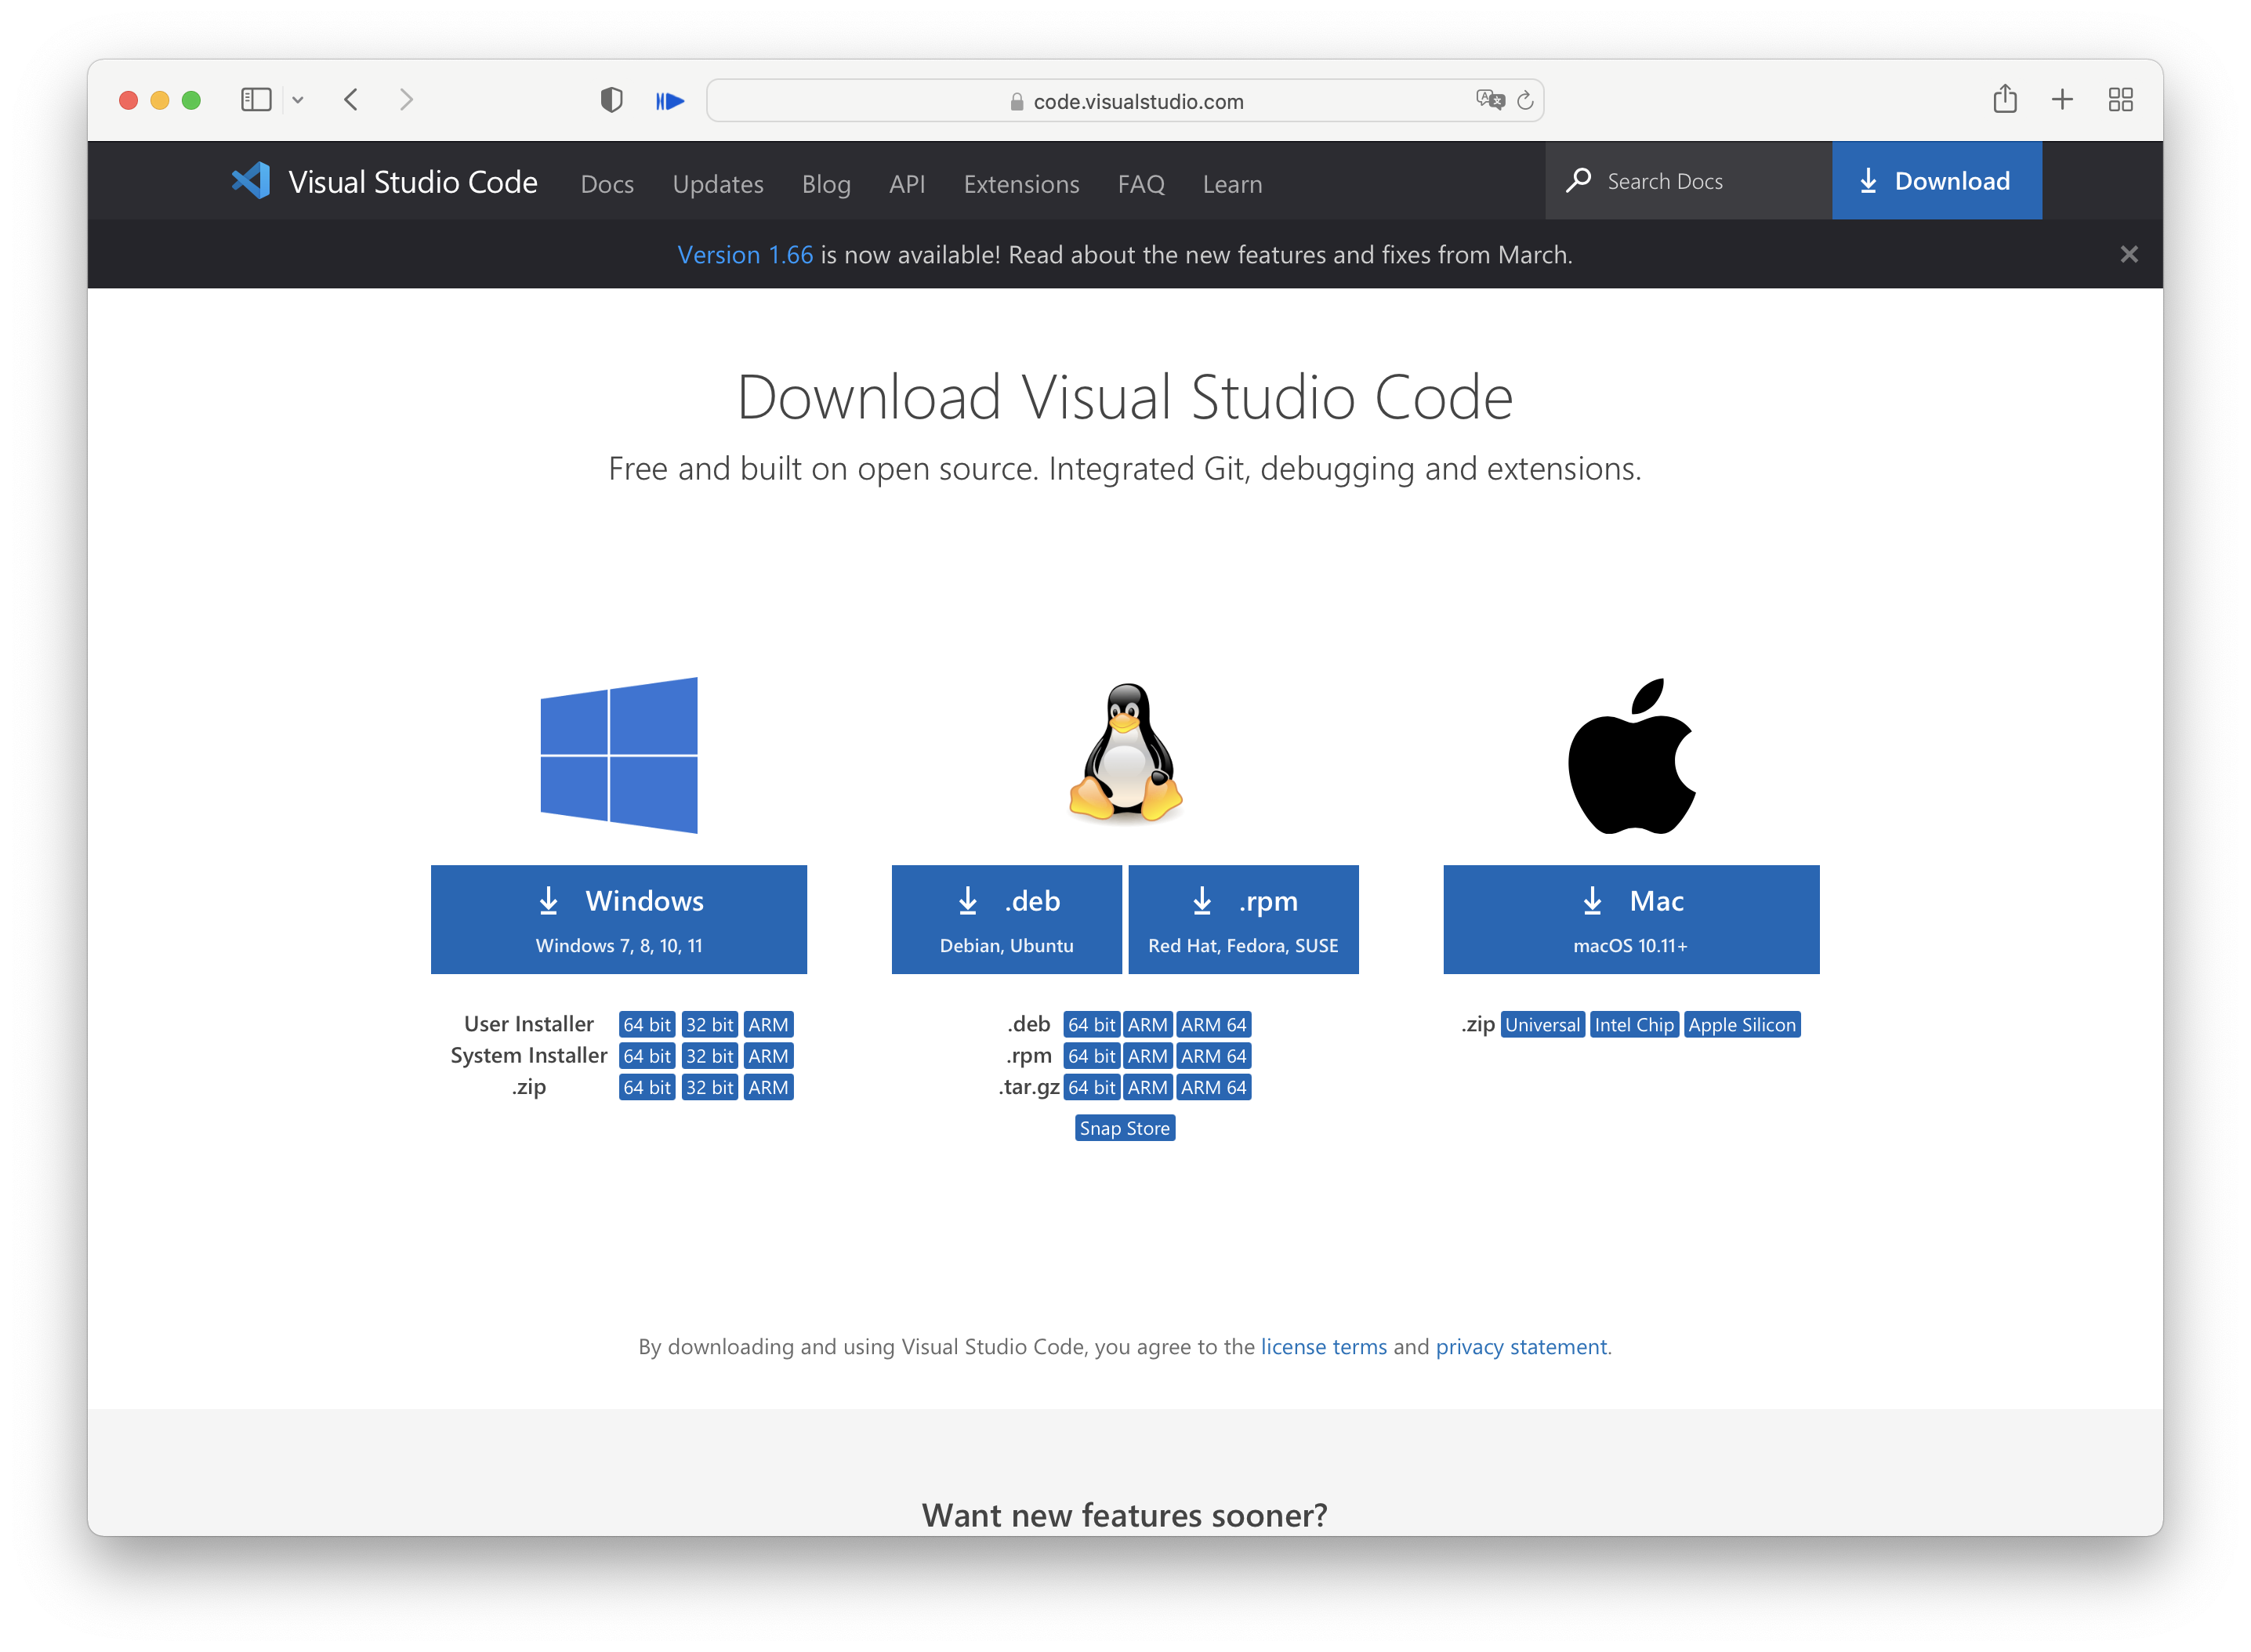 code.visualstudio.com
Visual Studio Code Docs Updates Blog API Extensions FAQ Learn Search Docs Download
Version 1.66 is now available! Read about the new features and fixes from March.
Download Visual Studio Code
Free and built on open source. Integrated Git, debugging and extensions.
Windows
Windows 7, 8, 10, 11
User Installer 64 bit 32 bit ARM
System Installer 64 bit 32 bit ARM
.zip 64 bit 32 bit ARM
.deb
Debian, Ubuntu
.rpm
Red Hat, Fedora, SUSE
.deb 64 bit ARM ARM 64
.rpm 64 bit ARM ARM 64
.tar.gz 64 bit ARM ARM 64
Snap Store
Mac
macOS 10.11+
.zip Universal Intel Chip Apple Silicon
By downloading and using Visual Studio Code, you agree to the license terms and privacy statement.
Want new features sooner?